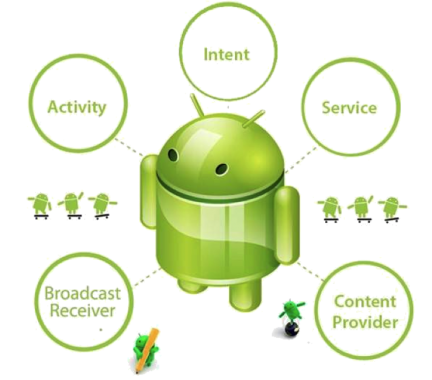 Intent
Activity
Service
Broadcast
Receiver
Content
Provider